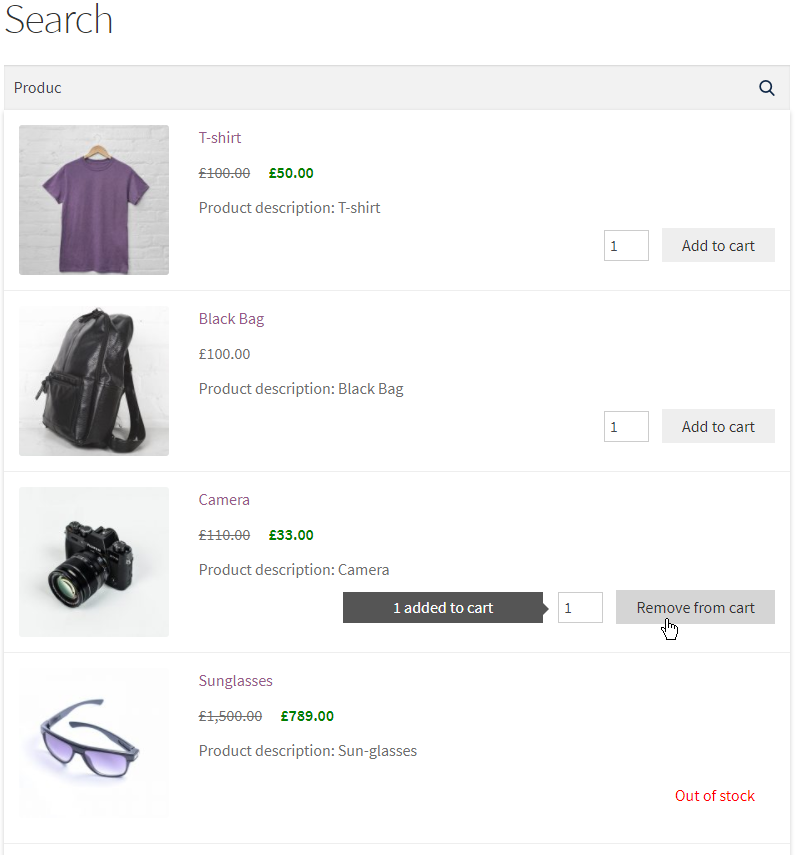 Search
Produc
T-shirt
£100.00 £50.00
Product description: T-shirt
1 Add to cart
Black Bag
£100.00
Product description: Black Bag
1 Add to cart
Camera
£110.00 £33.00
Product description: Camera
1 added to cart 1 Remove from cart
Sunglasses
£1,500.00 £789.00
Product description: Sun-glasses
Out of stock